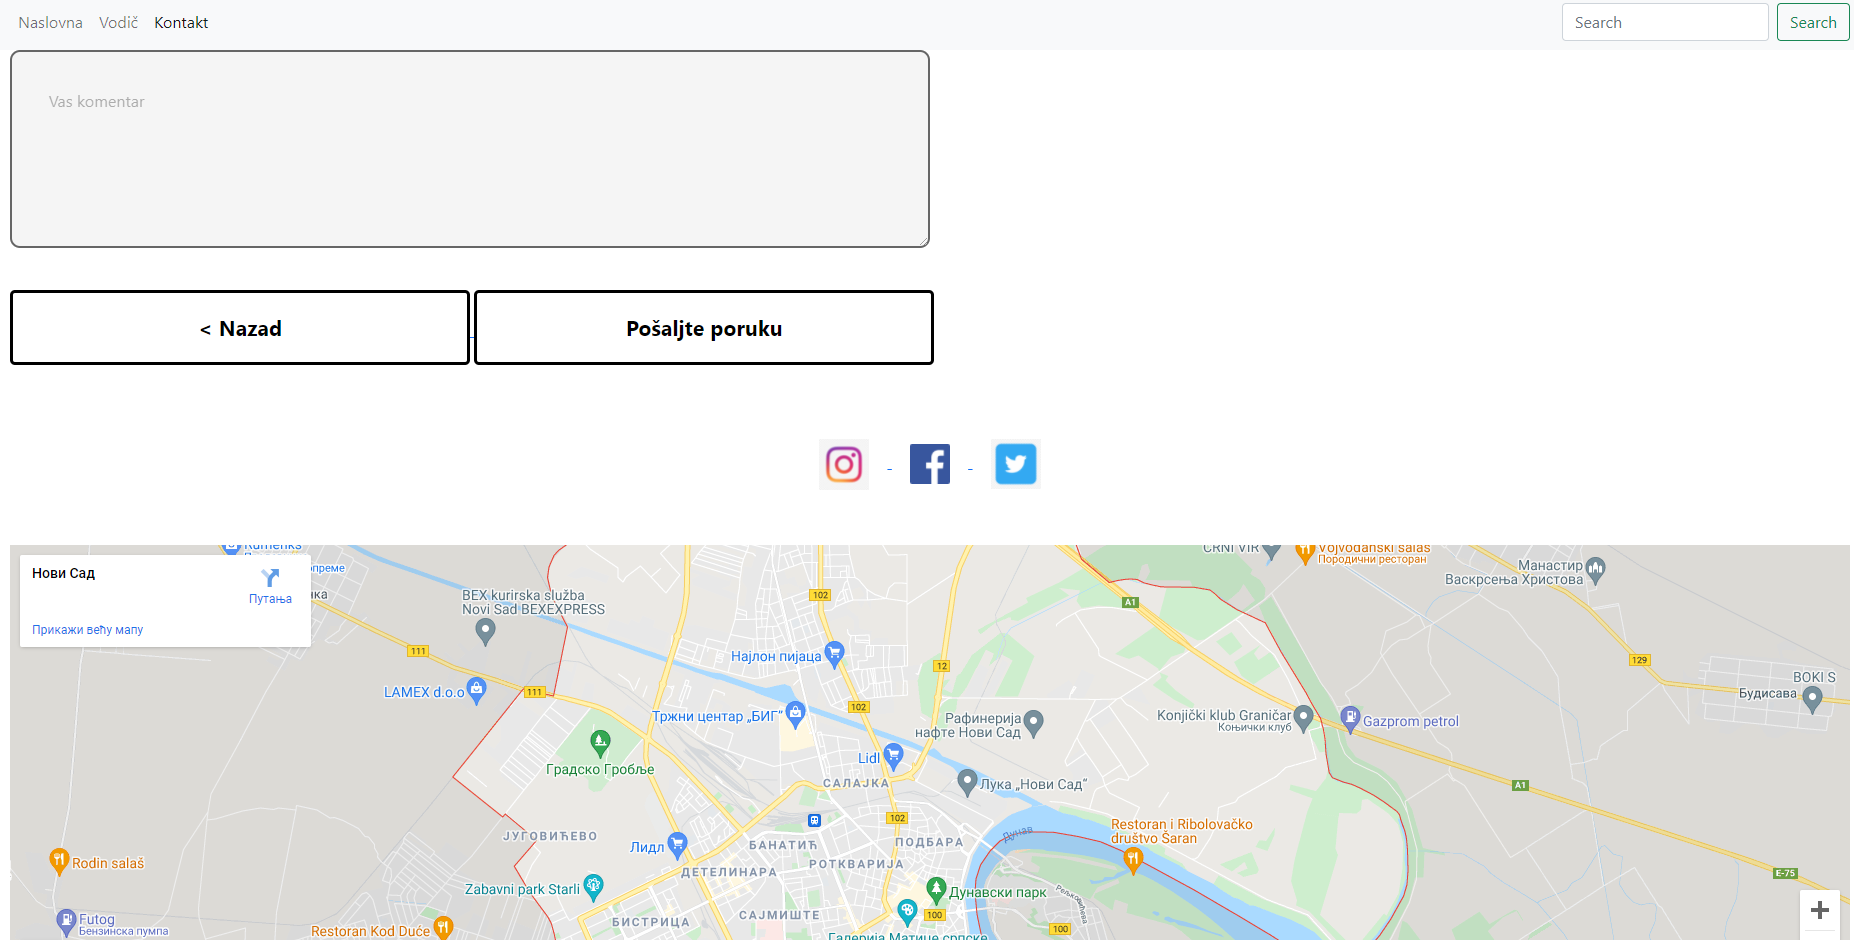 Naslovna Vodič Kontakt Search Search
Vas komentar
< Nazad
Pošaljte poruku
- -
Нови Сад
Путања
Прикажи већу мапу
BEX kurirska služba
Novi Sad BEXEXPRESS
102
A1
CRNI VIR
Vojvođanski salaš
Породични ресторан
Манастир
Васкрсења Христова
111
Најлон пијаца
12
129
LAMEX d.o.o
111
102
BOKI S
Будисава
Тржни центар „БИГ“
Рафинерија
нафте Нови Сад
Konjički klub Graničar
Коњички клуб
Gazprom petrol
Градско Гробље
Lidl
САЛАЈКА
Лука „Нови Сад“
A1
ЈУГОВИЋЕВО
102
Дунав
Restoran i Ribolovačko
društvo Šaran
Лидл
БАНАТИЋ
ПОДБАРА
РОТКВАРИЈА
ДЕТЕЛИНАРА
Rodin salaš
E-75
Zabavni park Starli
Дунавски парк
САЈМИШТЕ
100
БИСТРИЦА
100
Futog
Бензинска пумпа
Restoran Kod Duće
Галерија Матице српске